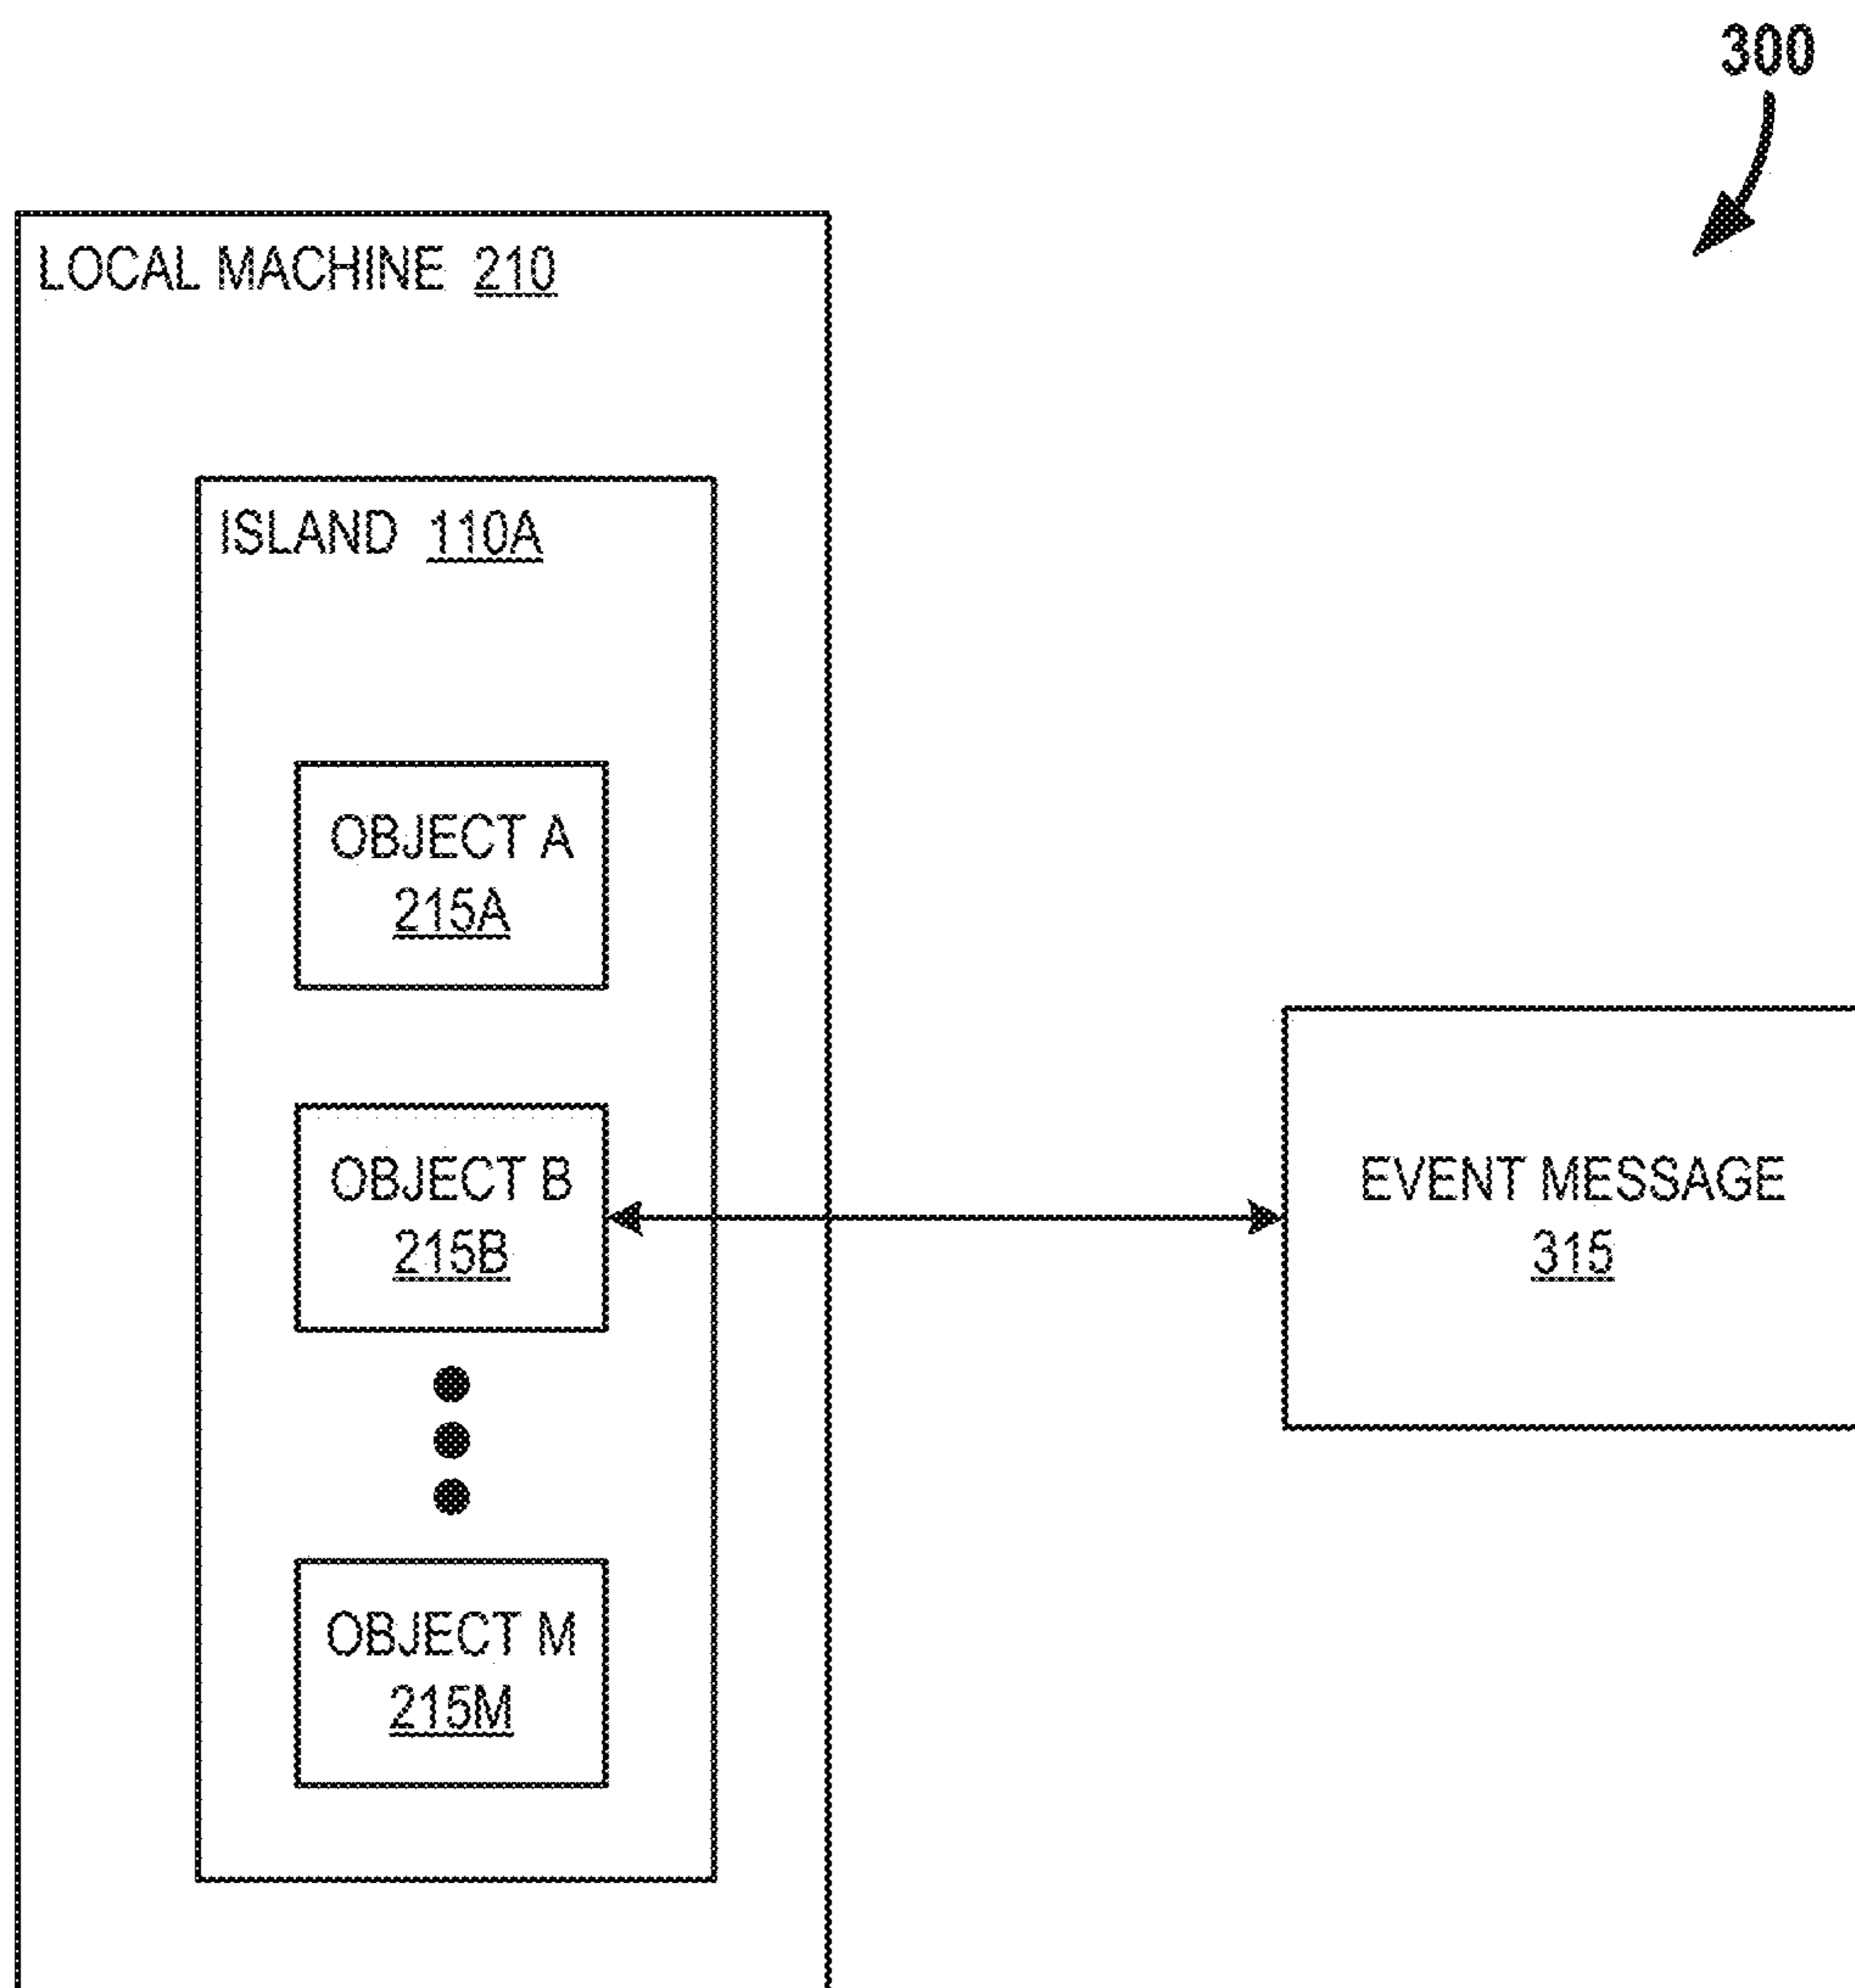 300
LOCAL MACHINE 210
ISLAND 110A
OBJECT A
215A
OBJECT B
215B
EVENT MESSAGE
315
OBJECT M
215M